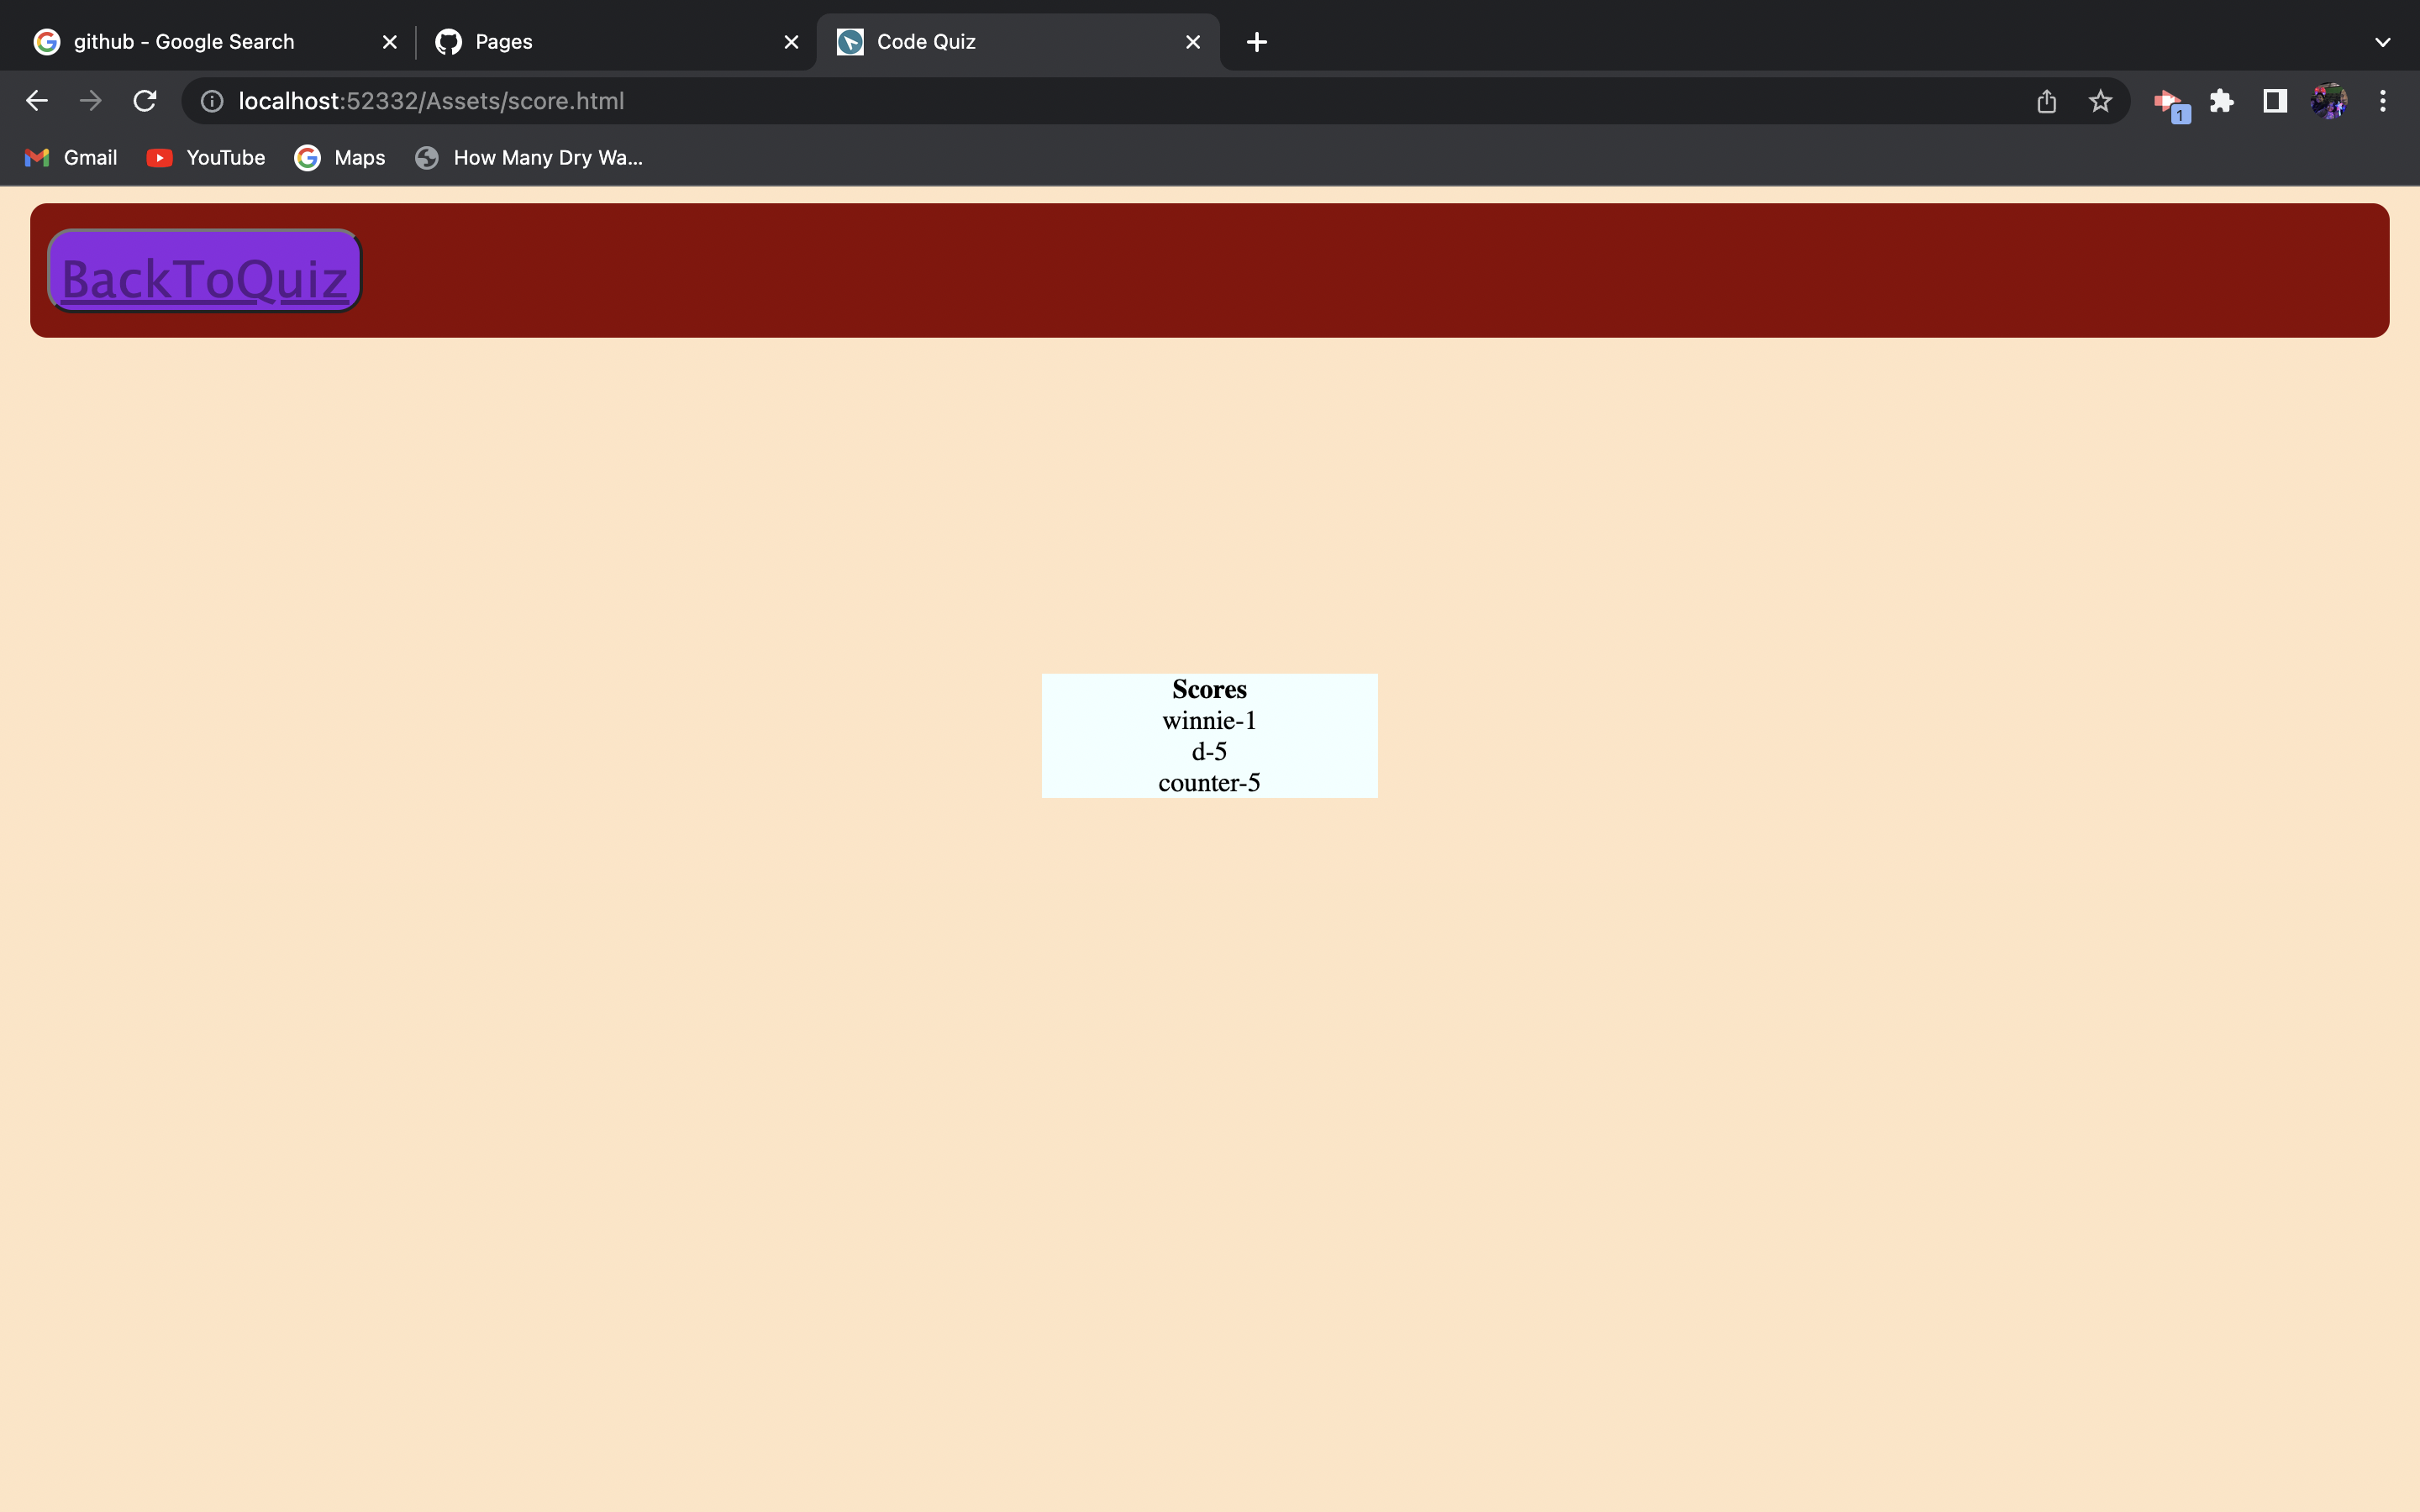 github - Google Search
Pages
Code Quiz
localhost:52332/Assets/score.html
1
Gmail
YouTube
Maps
How Many Dry Wa...
BackToQuiz
Scores
winnie-1
d-5
counter-5